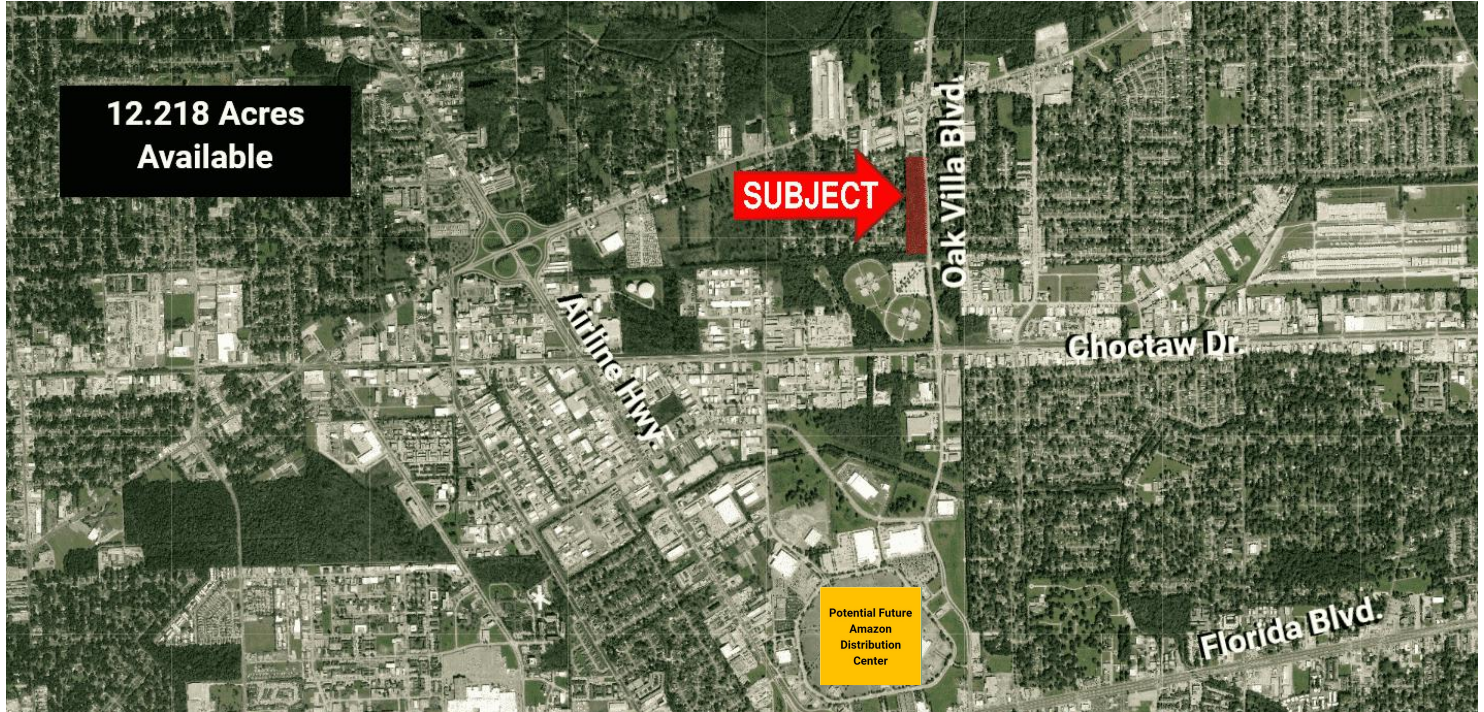 12.218 Acres
Available
SUBJECT
Oak Villa Blvd.
Airline Hwy.
Choctaw Dr.
Potential Future
Amazon
Distribution
Center
Florida Blvd.